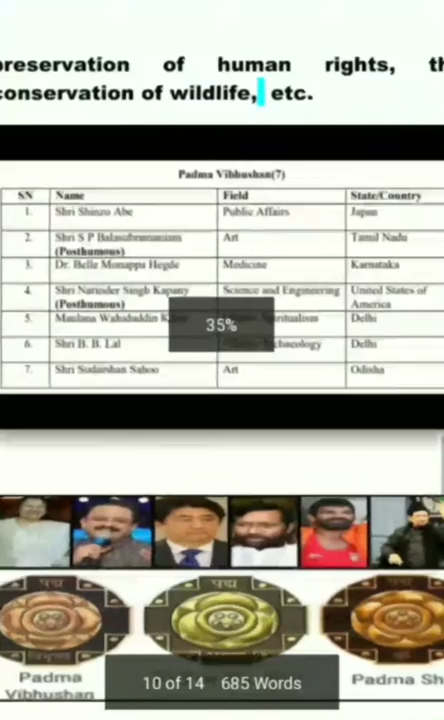 preservation of human rights, th
conservation of wildlife, etc.
Padma Vibhushan(7)
SN Name Field State/Country
1. Shri Shinzo Abe Public Affairs Japan
2. Shri S P Balasubramaniam Art Tamil Nadu
(Posthumous)
3. Dr. Belle Monappa Hegde Medicine Karnataka
4. Shri Narinder Singh Kapany Science and Engineering United States of
(Posthumous) America
5. Maulana Wahiduddin Spiritualism Delhi
35%
6. Shri B. B. Lal Delhi
7. Shri Sudarshan Sahoo Art Odisha
पद्म पद्म
Padma
Vibhushan
Padma Sh
10 of 14 685 Words